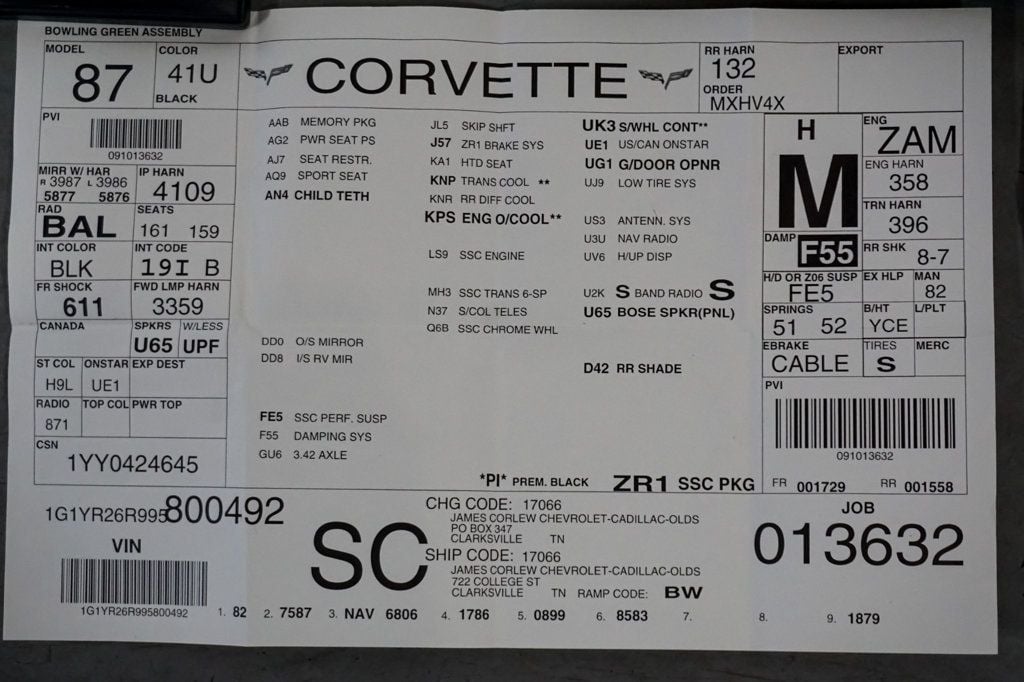 BOWLING GREEN ASSEMBLY
MODEL
87
COLOR
41U
BLACK
CORVETTE
RR HARN
132
ORDER
MXHV4X
EXPORT
PVI
091013632
MIRR W/ HAR
R 3987 L 3986
5877 5876
IP HARN
4109
RAD
BAL
SEATS
161 159
INT COLOR
BLK
INT CODE
19I B
FR SHOCK
611
FWD LMP HARN
3359
CANADA
SPKRS
U65
W/LESS
UPF
ST COL
H9L
ONSTAR
UE1
EXP DEST
RADIO
871
TOP COL
PWR TOP
CSN
1YY0424645
AAB MEMORY PKG
AG2 PWR SEAT PS
AJ7 SEAT RESTR.
AQ9 SPORT SEAT
AN4 CHILD TETH
DD0 O/S MIRROR
DD8 I/S RV MIR
FE5 SSC PERF. SUSP
F55 DAMPING SYS
GU6 3.42 AXLE
JL5 SKIP SHFT
J57 ZR1 BRAKE SYS
KA1 HTD SEAT
KNP TRANS COOL **
KNR RR DIFF COOL
KPS ENG O/COOL**
LS9 SSC ENGINE
MH3 SSC TRANS 6-SP
N37 S/COL TELES
Q6B SSC CHROME WHL
UK3 S/WHL CONT**
UE1 US/CAN ONSTAR
UG1 G/DOOR OPNR
UJ9 LOW TIRE SYS
US3 ANTENN. SYS
U3U NAV RADIO
UV6 H/UP DISP
U2K S BAND RADIO S
U65 BOSE SPKR(PNL)
D42 RR SHADE
*PI* PREM. BLACK ZR1 SSC PKG
H
M
DAMP F55
ENG
ZAM
ENG HARN
358
TRN HARN
396
RR SHK
8-7
H/D OR Z06 SUSP
FE5
EX HLP
MAN
82
SPRINGS
51 52
B/HT
YCE
L/PLT
EBRAKE
CABLE
TIRES
S
MERC
PVI
091013632
FR 001729 RR 001558
1G1YR26R995800492
VIN
1G1YR26R995800492
SC
CHG CODE: 17066
JAMES CORLEW CHEVROLET-CADILLAC-OLDS
PO BOX 347
CLARKSVILLE TN
SHIP CODE: 17066
JAMES CORLEW CHEVROLET-CADILLAC-OLDS
722 COLLEGE ST
CLARKSVILLE TN RAMP CODE: BW
JOB
013632
1. 82 2. 7587 3. NAV 6806 4. 1786 5. 0899 6. 8583 7. 8. 9. 1879